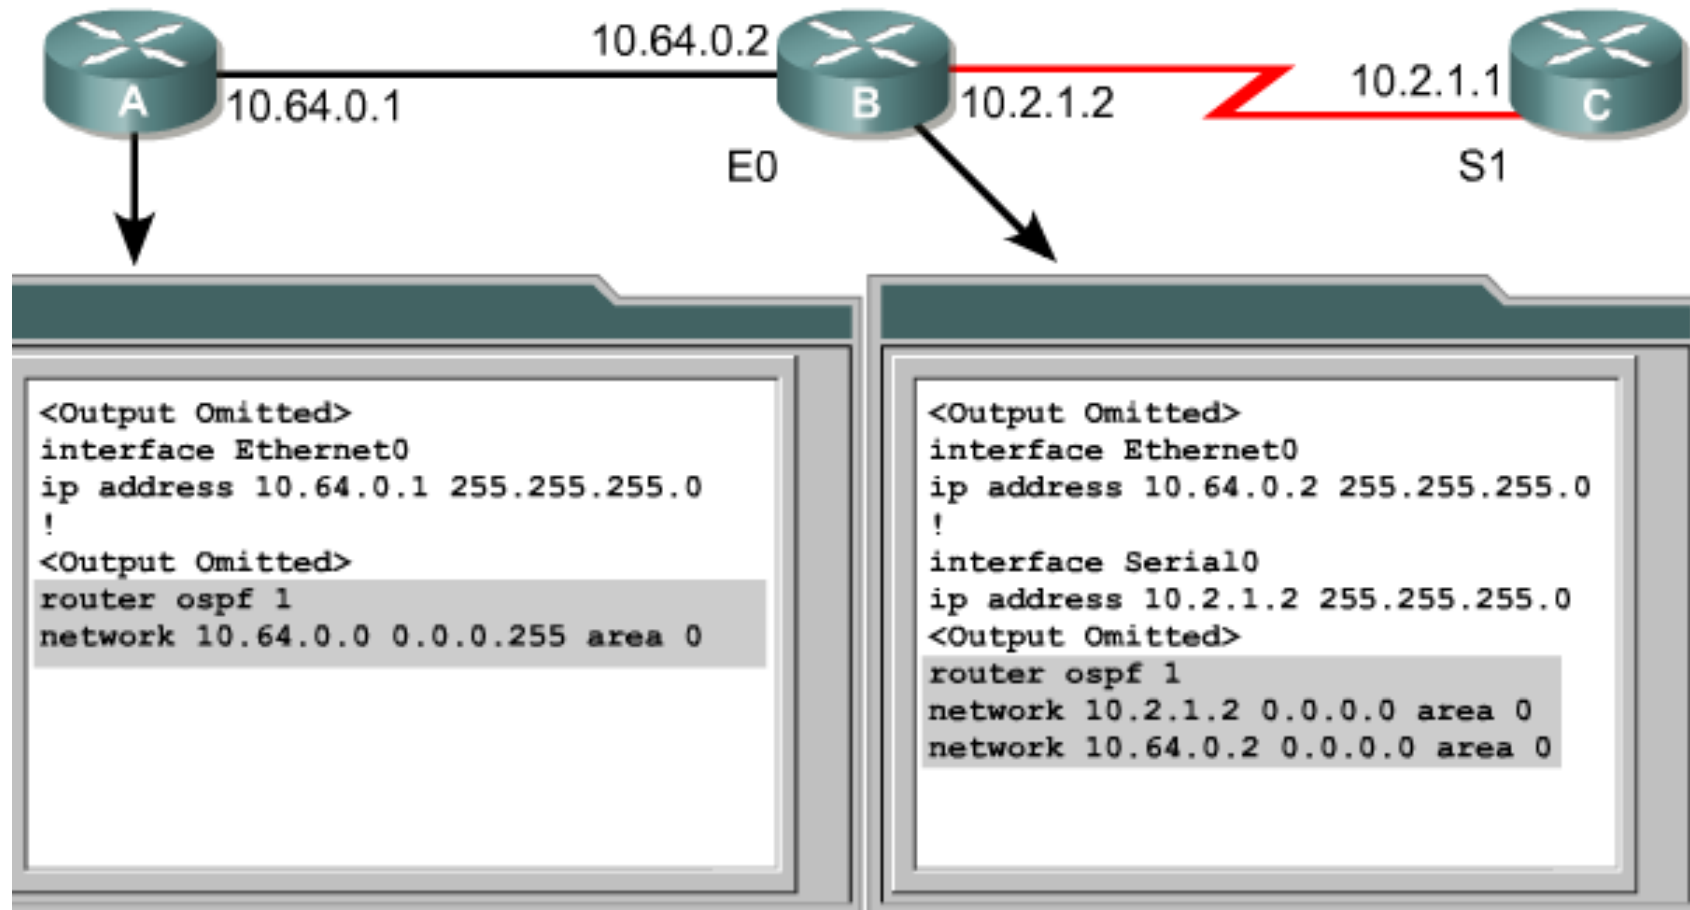 A
10.64.0.1
10.64.0.2
B
10.2.1.2
10.2.1.1
C
E0
S1
<Output Omitted>
interface Ethernet0
ip address 10.64.0.1 255.255.255.0
!
<Output Omitted>
router ospf 1
network 10.64.0.0 0.0.0.255 area 0
<Output Omitted>
interface Ethernet0
ip address 10.64.0.2 255.255.255.0
!
interface Serial0
ip address 10.2.1.2 255.255.255.0
<Output Omitted>
router ospf 1
network 10.2.1.2 0.0.0.0 area 0
network 10.64.0.2 0.0.0.0 area 0